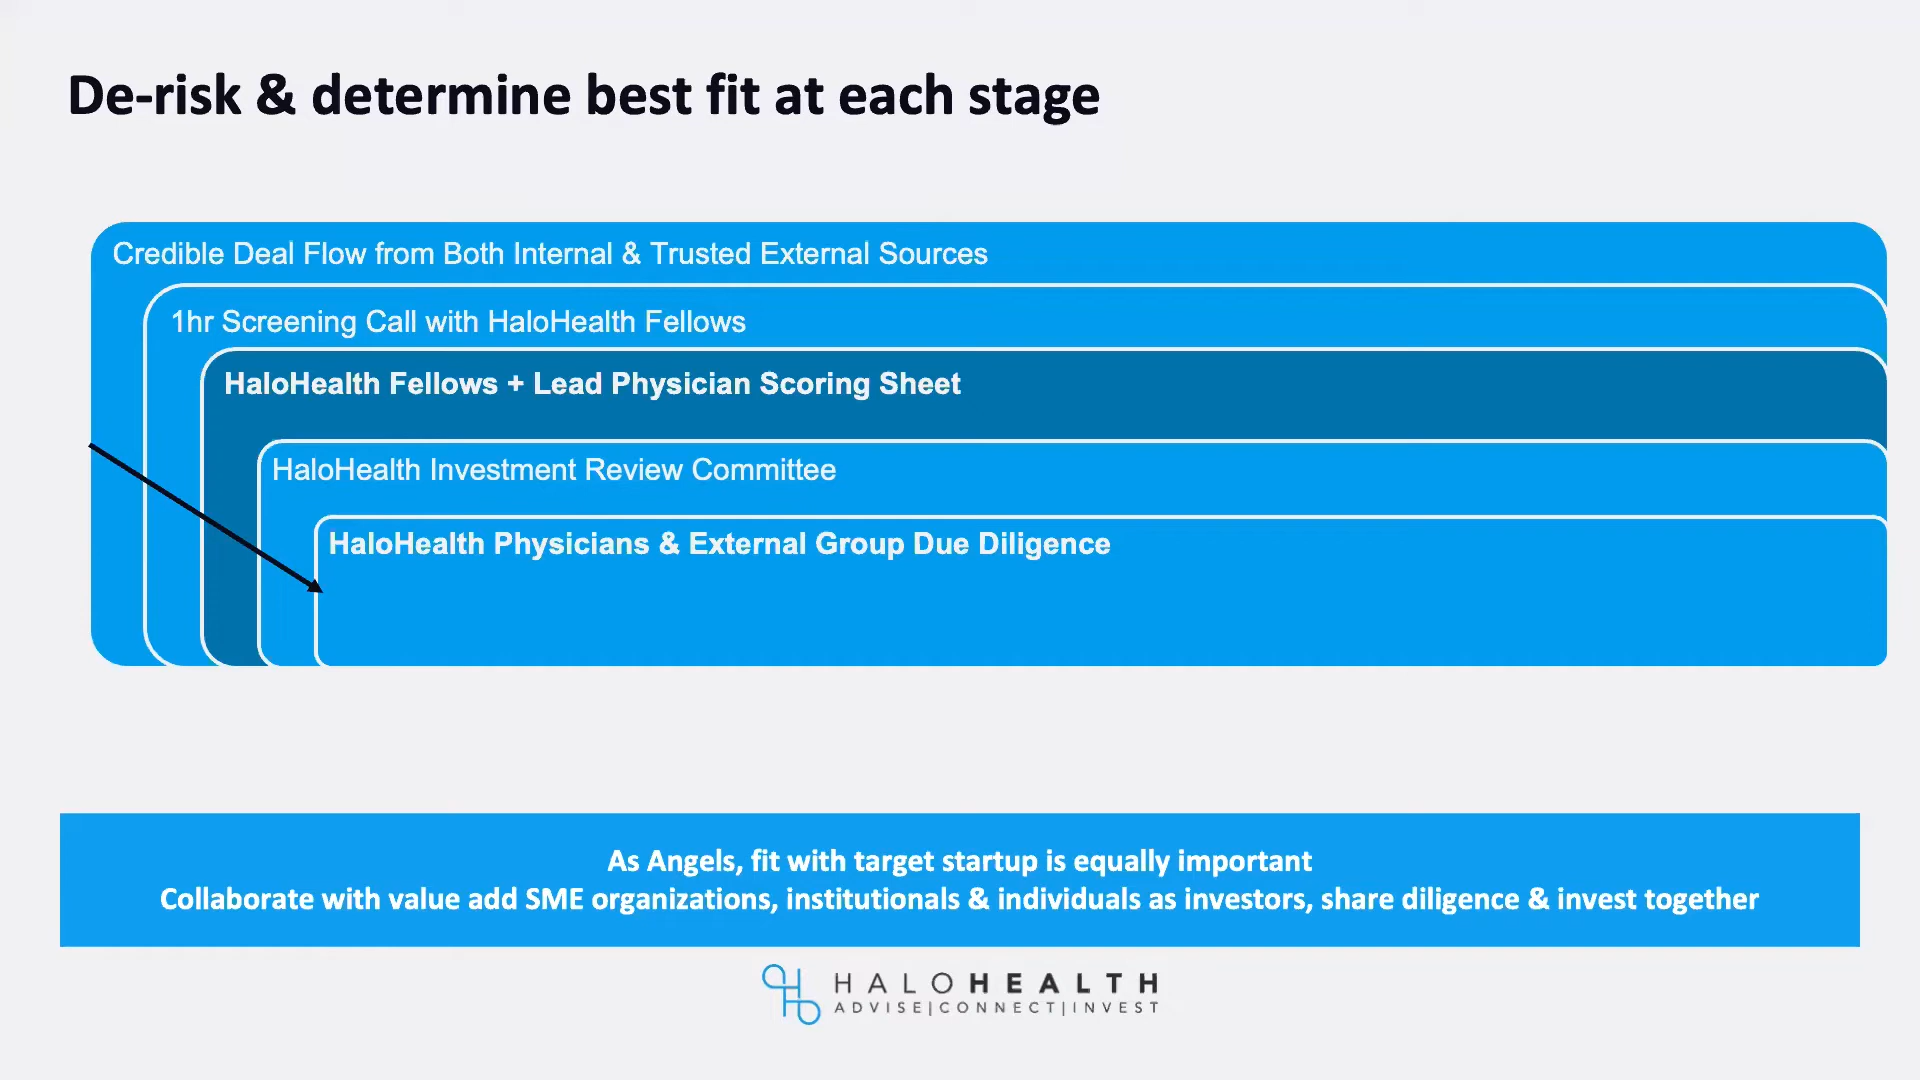 De-risk & determine best fit at each stage
Credible Deal Flow from Both Internal & Trusted External Sources
1hr Screening Call with HaloHealth Fellows
HaloHealth Fellows + Lead Physician Scoring Sheet
HaloHealth Investment Review Committee
HaloHealth Physicians & External Group Due Diligence
As Angels, fit with target startup is equally important
Collaborate with value add SME organizations, institutionals & individuals as investors, share diligence & invest together
HALOHEALTH
ADVISE|CONNECT|INVEST